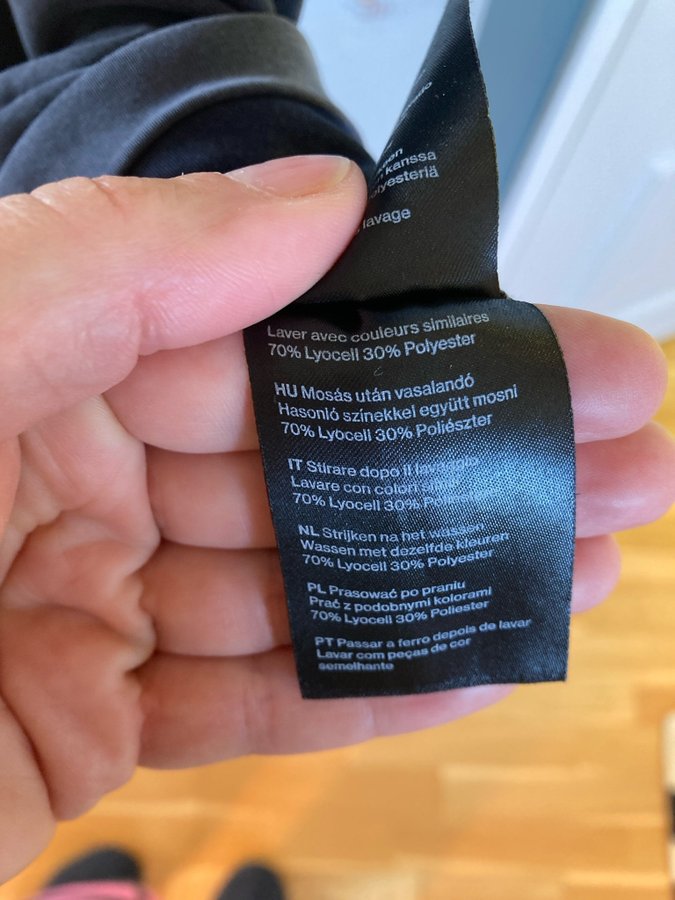 kanssa
lavage
Laver avec couleurs similaires
70% Lyocell 30% Polyester
HU Mosás után vasalandó
Hasonló színekkel együtt mosni
70% Lyocell 30% Poliészter
IT Stirare dopo il lavaggio
Lavare con colori simili
70% Lyocell 30% Polyester
NL Strijken na het wassen
Wassen met dezelfde kleuren
70% Lyocell 30% Polyester
PL Prasować po praniu
Prać z podobnymi kolorami
70% Lyocell 30% Poliester
PT Passar a ferro depois de lavar
Lavar com peças de cor
semelhante